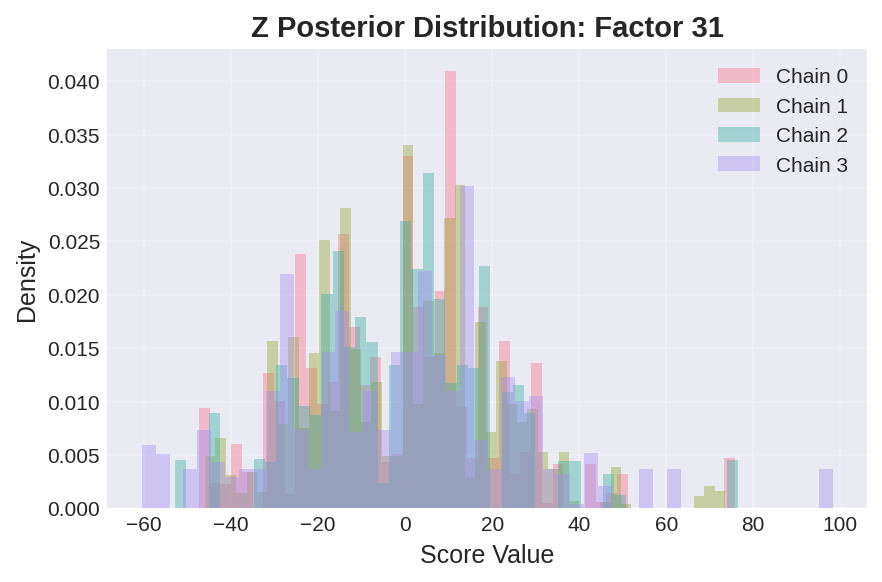 Z Posterior Distribution: Factor 31
Chain 0
Chain 1
Chain 2
Chain 3
Density
0.040
0.035
0.030
0.025
0.020
0.015
0.010
0.005
0.000
−60 −40 −20 0 20 40 60 80 100
Score Value